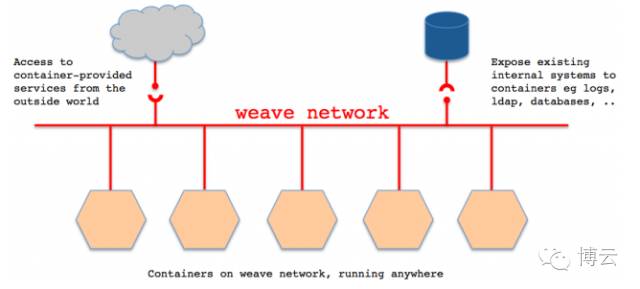 Access to
container-provided
services from the
outside world
Expose existing
internal systems to
containers eg logs,
ldap, databases, ..
weave network
Containers on weave network, running anywhere
博云